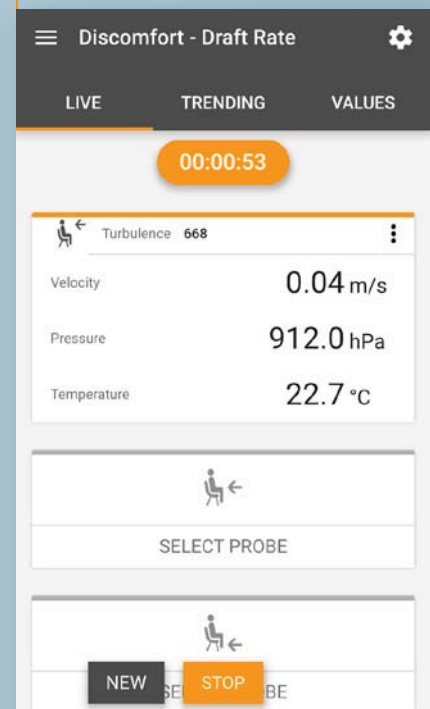 Discomfort - Draft Rate
LIVE TRENDING VALUES
00:00:53
Turbulence 668
Velocity 0.04 m/s
Pressure 912.0 hPa
Temperature 22.7 °C
SELECT PROBE
NEW STOP